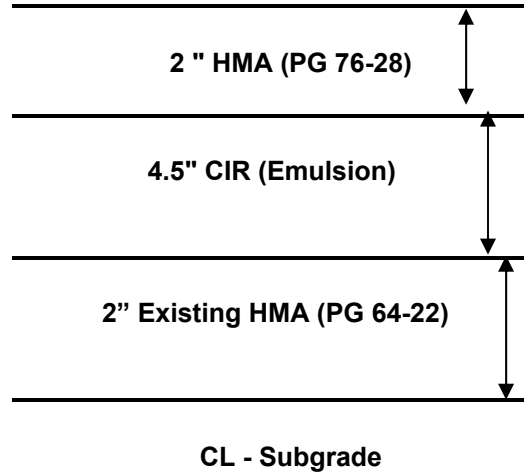 2 " HMA (PG 76-28)
4.5" CIR (Emulsion)
2” Existing HMA (PG 64-22)
CL - Subgrade